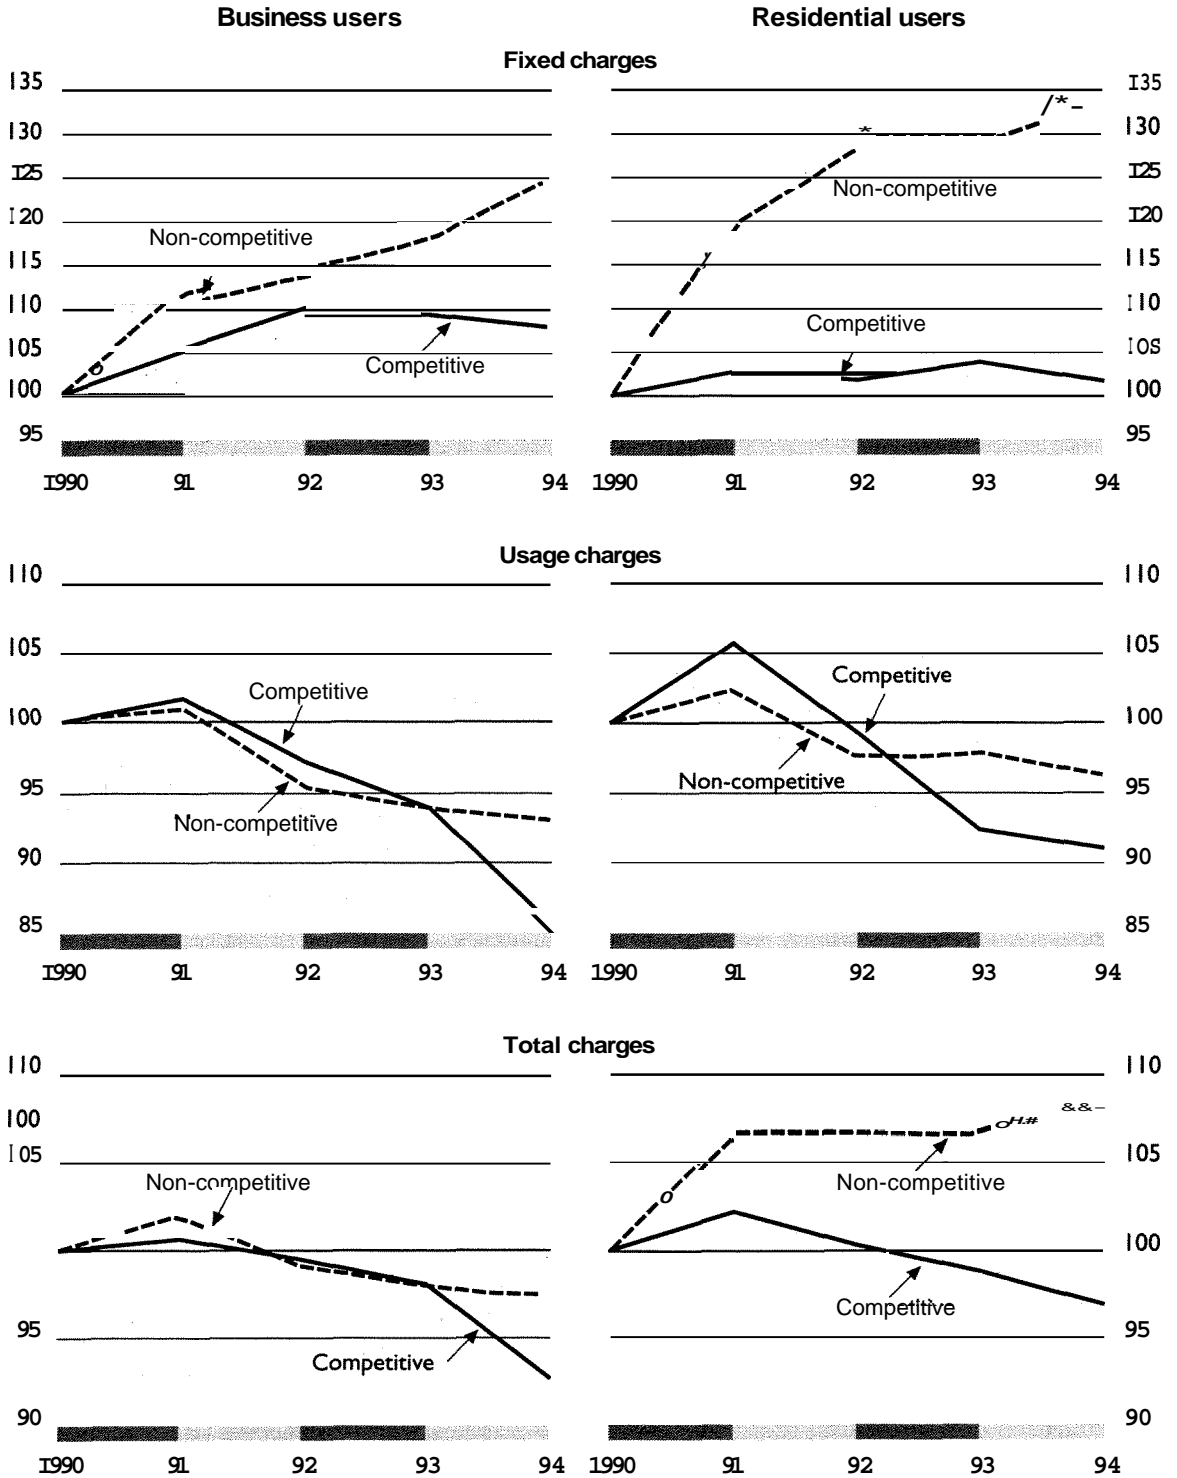 Business users
Residential users
Fixed charges
135
130
125
120
115
110
105
100
95
Non-competitive
Competitive
1990 91 92 93 94
135
130
125
120
115
110
105
100
95
Non-competitive
Competitive
1990 91 92 93 94
Usage charges
110
105
100
95
90
85
Competitive
Non-competitive
1990 91 92 93 94
110
105
100
95
90
85
Competitive
Non-competitive
1990 91 92 93 94
Total charges
110
100
105
95
90
Non-competitive
Competitive
1990 91 92 93 94
110
105
100
95
90
Non-competitive
Competitive
1990 91 92 93 94